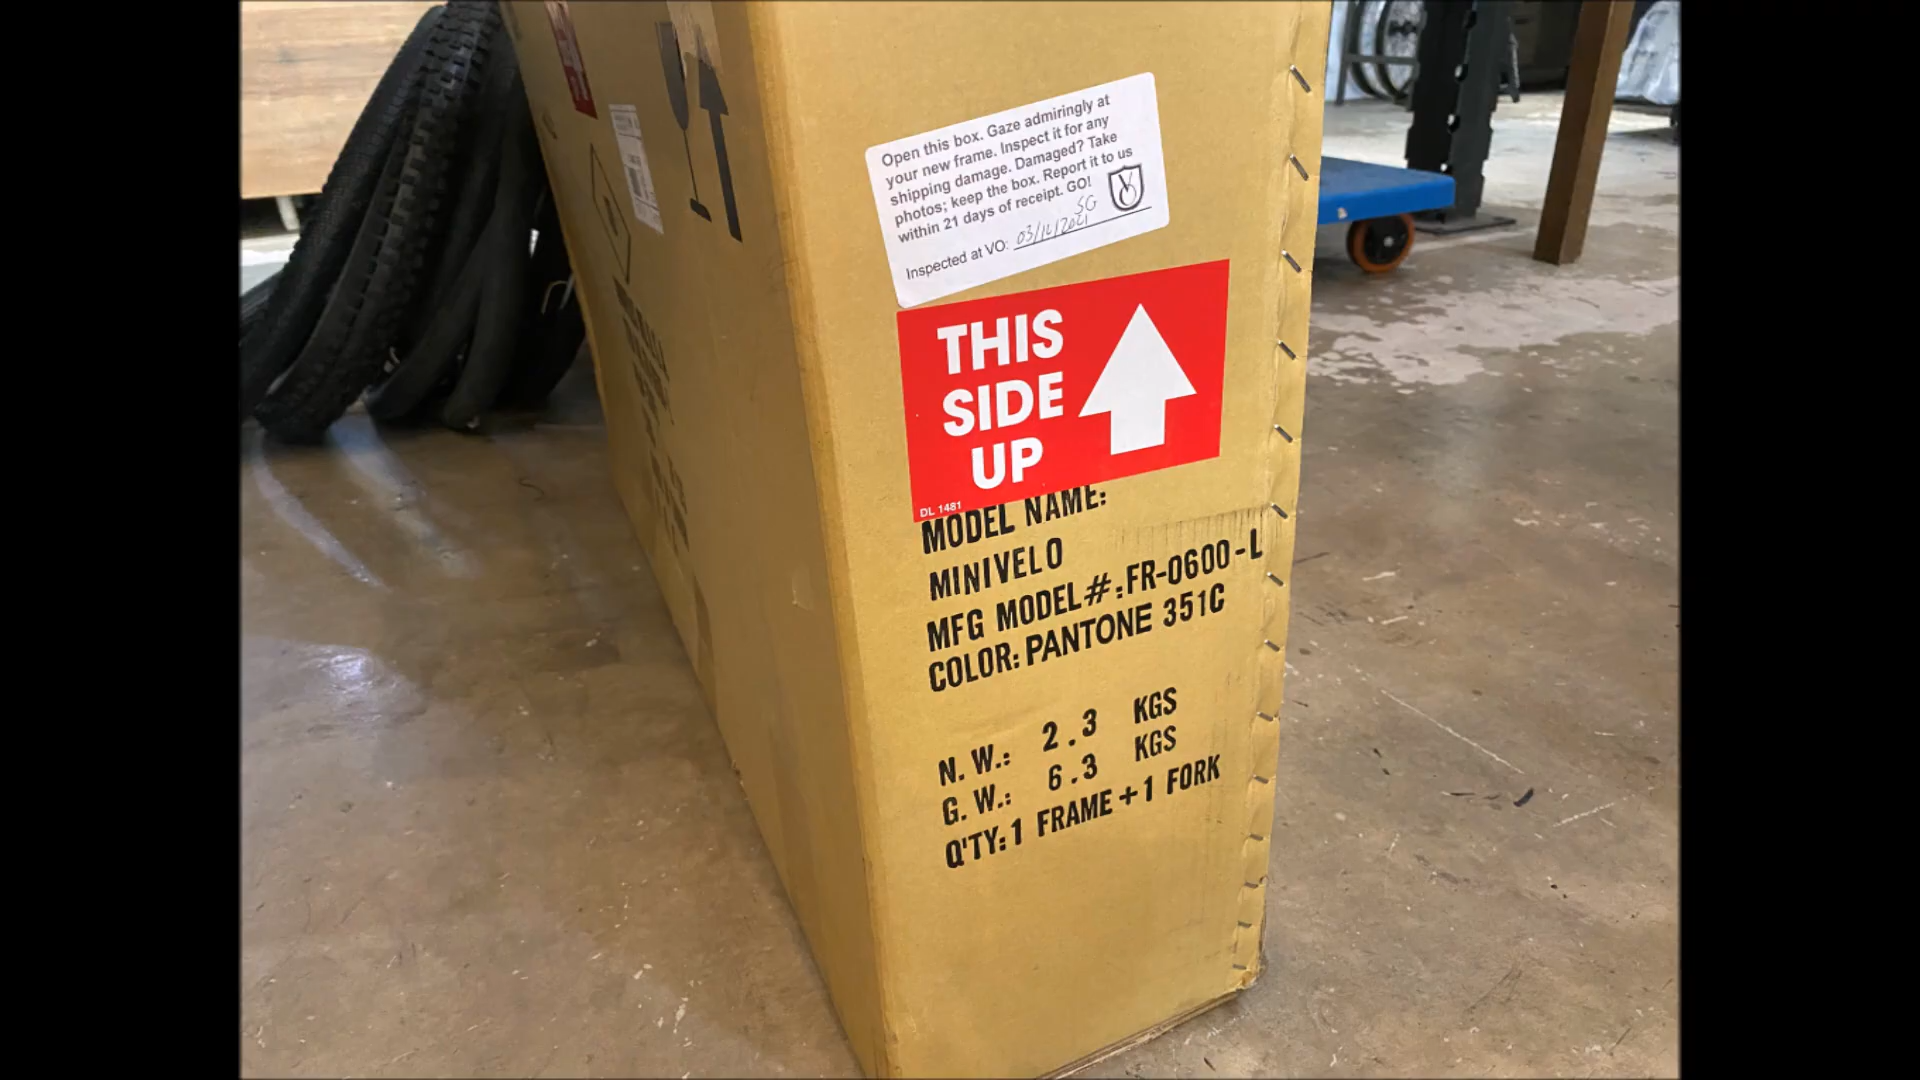 Open this box. Gaze admiringly at
your new frame. Inspect it for any
shipping damage. Damaged? Take
photos; keep the box. Report it to us
within 21 days of receipt. GO!
SG
Inspected at VO:
THIS
SIDE
UP
DL 1481
MODEL NAME:
MINIVELO
MFG MODEL#:FR-0600-L
COLOR:PANTONE 351C
N. W.: 2.3 KGS
G. W.: 6.3 KGS
Q'TY:1 FRAME+1 FORK